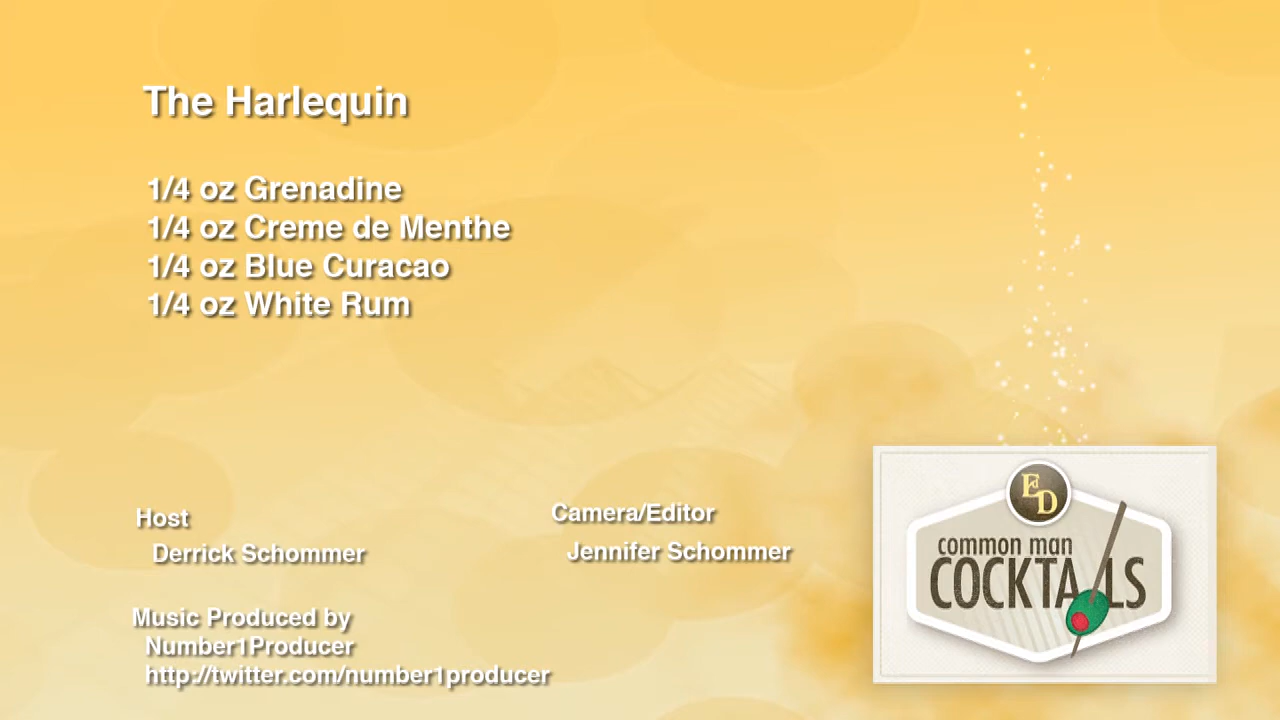 The Harlequin
1/4 oz Grenadine
1/4 oz Creme de Menthe
1/4 oz Blue Curacao
1/4 oz White Rum
Host
Derrick Schommer
Camera/Editor
Jennifer Schommer
Music Produced by
Number1Producer
http://twitter.com/number1producer
ED
common man
COCKTAILS